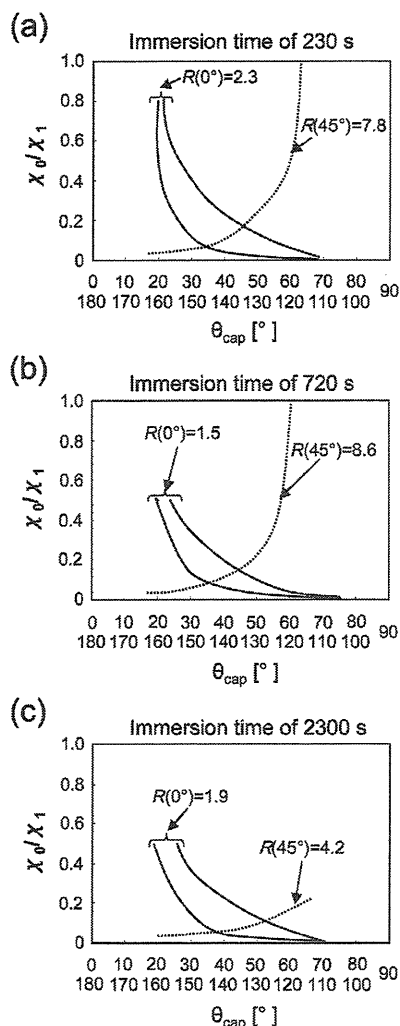 (a)
Immersion time of 230 s
R(0°)=2.3
R(45°)=7.8
χ0/χ1
1.0
0.8
0.6
0.4
0.2
0
0 10 20 30 40 50 60 70 80 90
180 170 160 150 140 130 120 110 100
θcap [°]
(b)
Immersion time of 720 s
R(0°)=1.5
R(45°)=8.6
χ0/χ1
1.0
0.8
0.6
0.4
0.2
0
0 10 20 30 40 50 60 70 80 90
180 170 160 150 140 130 120 110 100
θcap [°]
(c)
Immersion time of 2300 s
R(0°)=1.9
R(45°)=4.2
χ0/χ1
1.0
0.8
0.6
0.4
0.2
0
0 10 20 30 40 50 60 70 80 90
180 170 160 150 140 130 120 110 100
θcap [°]